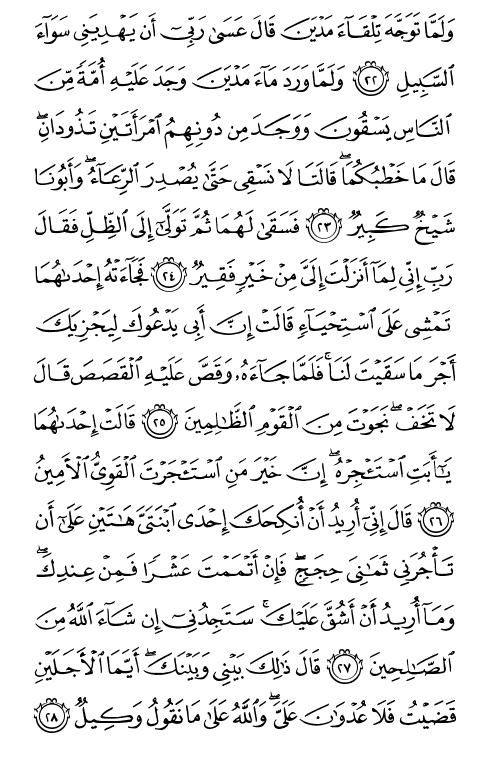 وَلَمَّا تَوَجَّهَ تِلْقَآءَ مَدْيَنَ قَالَ عَسَىٰ رَبِّيٓ أَن يَهْدِيَنِي سَوَآءَ
ٱلسَّبِيلِ ٢٢ وَلَمَّا وَرَدَ مَآءَ مَدْيَنَ وَجَدَ عَلَيْهِ أُمَّةً مِّنَ
ٱلنَّاسِ يَسْقُونَ وَوَجَدَ مِن دُونِهِمُ ٱمْرَأَتَيْنِ تَذُودَانِۖ
قَالَ مَا خَطْبُكُمَاۖ قَالَتَا لَا نَسْقِي حَتَّىٰ يُصْدِرَ ٱلرِّعَآءُۖ وَأَبُونَا
شَيْخٌ كَبِيرٌ ٢٣ فَسَقَىٰ لَهُمَا ثُمَّ تَوَلَّىٰٓ إِلَى ٱلظِّلِّ فَقَالَ
رَبِّ إِنِّي لِمَآ أَنزَلْتَ إِلَيَّ مِنْ خَيْرٍ فَقِيرٌ ٢٤ فَجَآءَتْهُ إِحْدَىٰهُمَا
تَمْشِي عَلَى ٱسْتِحْيَآءٍ قَالَتْ إِنَّ أَبِي يَدْعُوكَ لِيَجْزِيَكَ
أَجْرَ مَا سَقَيْتَ لَنَاۚ فَلَمَّا جَآءَهُۥ وَقَصَّ عَلَيْهِ ٱلْقَصَصَ قَالَ
لَا تَخَفْۖ نَجَوْتَ مِنَ ٱلْقَوْمِ ٱلظَّٰلِمِينَ ٢٥ قَالَتْ إِحْدَىٰهُمَا
يَٰٓأَبَتِ ٱسْتَـْٔجِرْهُۖ إِنَّ خَيْرَ مَنِ ٱسْتَـْٔجَرْتَ ٱلْقَوِيُّ ٱلْأَمِينُ
٢٦ قَالَ إِنِّيٓ أُرِيدُ أَنْ أُنكِحَكَ إِحْدَى ٱبْنَتَيَّ هَٰتَيْنِ عَلَىٰٓ أَن
تَأْجُرَنِي ثَمَٰنِيَ حِجَجٍۖ فَإِنْ أَتْمَمْتَ عَشْرًا فَمِنْ عِندِكَۖ
وَمَآ أُرِيدُ أَنْ أَشُقَّ عَلَيْكَۚ سَتَجِدُنِيٓ إِن شَآءَ ٱللَّهُ مِنَ
ٱلصَّٰلِحِينَ ٢٧ قَالَ ذَٰلِكَ بَيْنِي وَبَيْنَكَۖ أَيَّمَا ٱلْأَجَلَيْنِ
قَضَيْتُ فَلَا عُدْوَٰنَ عَلَيَّۖ وَٱللَّهُ عَلَىٰ مَا نَقُولُ وَكِيلٌ ٢٨